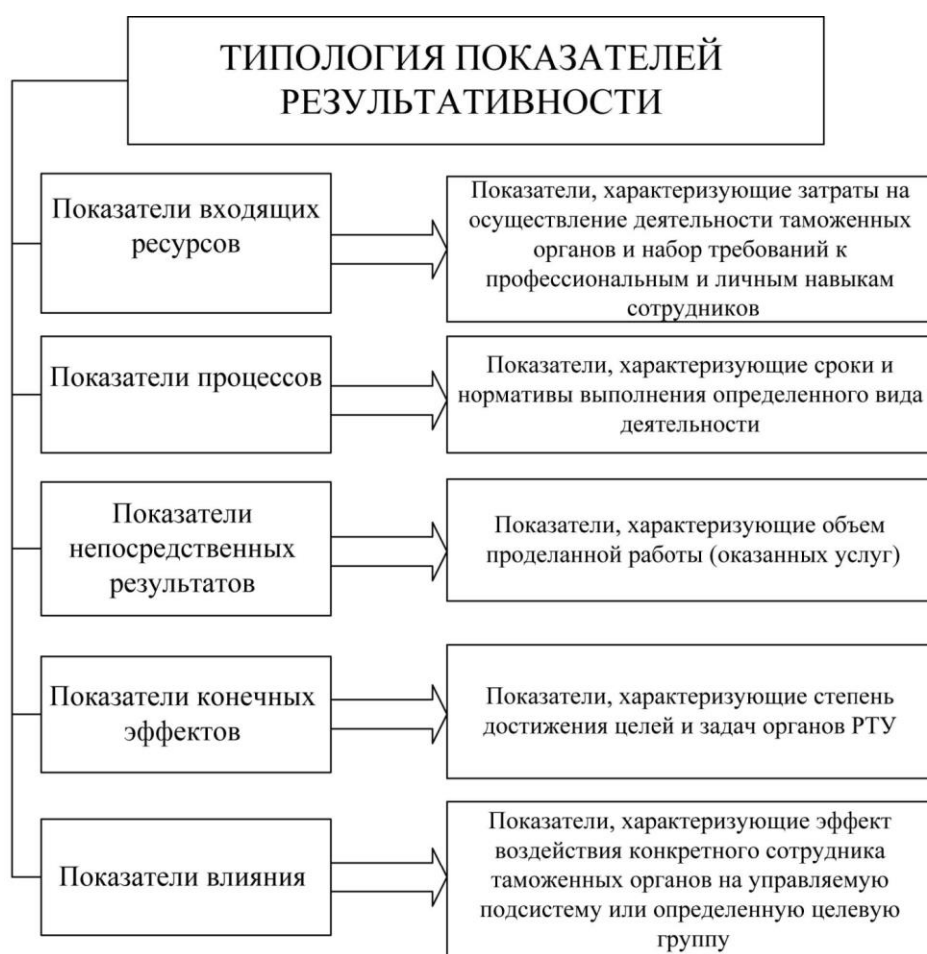 ТИПОЛОГИЯ ПОКАЗАТЕЛЕЙ
РЕЗУЛЬТАТИВНОСТИ
Показатели входящих
ресурсов
Показатели, характеризующие затраты на
осуществление деятельности таможенных
органов и набор требований к
профессиональным и личным навыкам
сотрудников
Показатели процессов
Показатели, характеризующие сроки и
нормативы выполнения определенного вида
деятельности
Показатели
непосредственных
результатов
Показатели, характеризующие объем
проделанной работы (оказанных услуг)
Показатели конечных
эффектов
Показатели, характеризующие степень
достижения целей и задач органов РТУ
Показатели влияния
Показатели, характеризующие эффект
воздействия конкретного сотрудника
таможенных органов на управляемую
подсистему или определенную целевую
группу